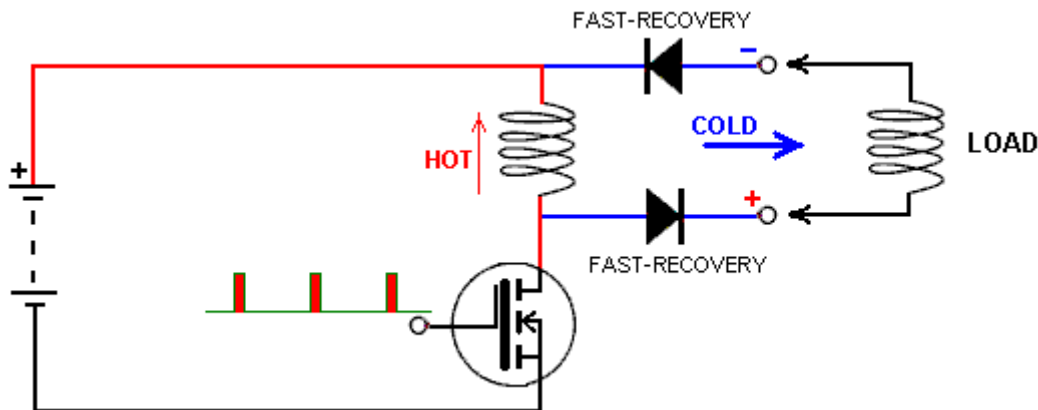 FAST-RECOVERY
−
COLD
HOT
LOAD
+
+
FAST-RECOVERY